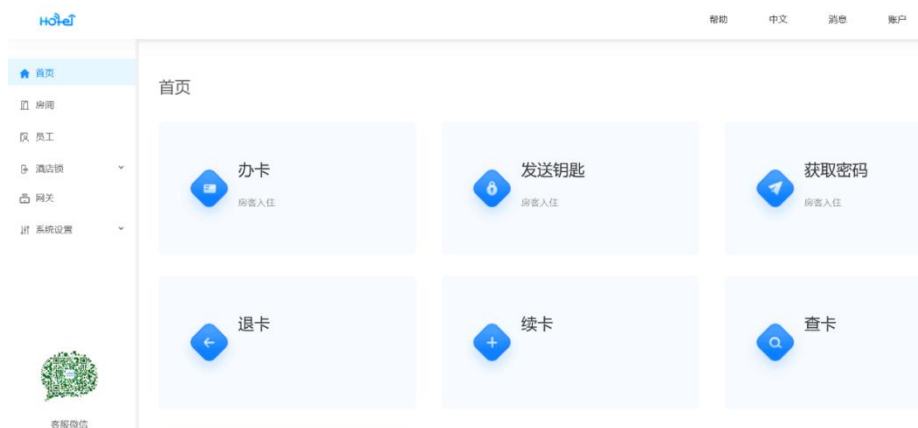 Hotel
帮助 中文 消息 账户
首页
房间
员工
酒店锁
网关
系统设置
客服微信
首页
办卡
房客入住
发送钥匙
房客入住
获取密码
房客入住
退卡
续卡
查卡